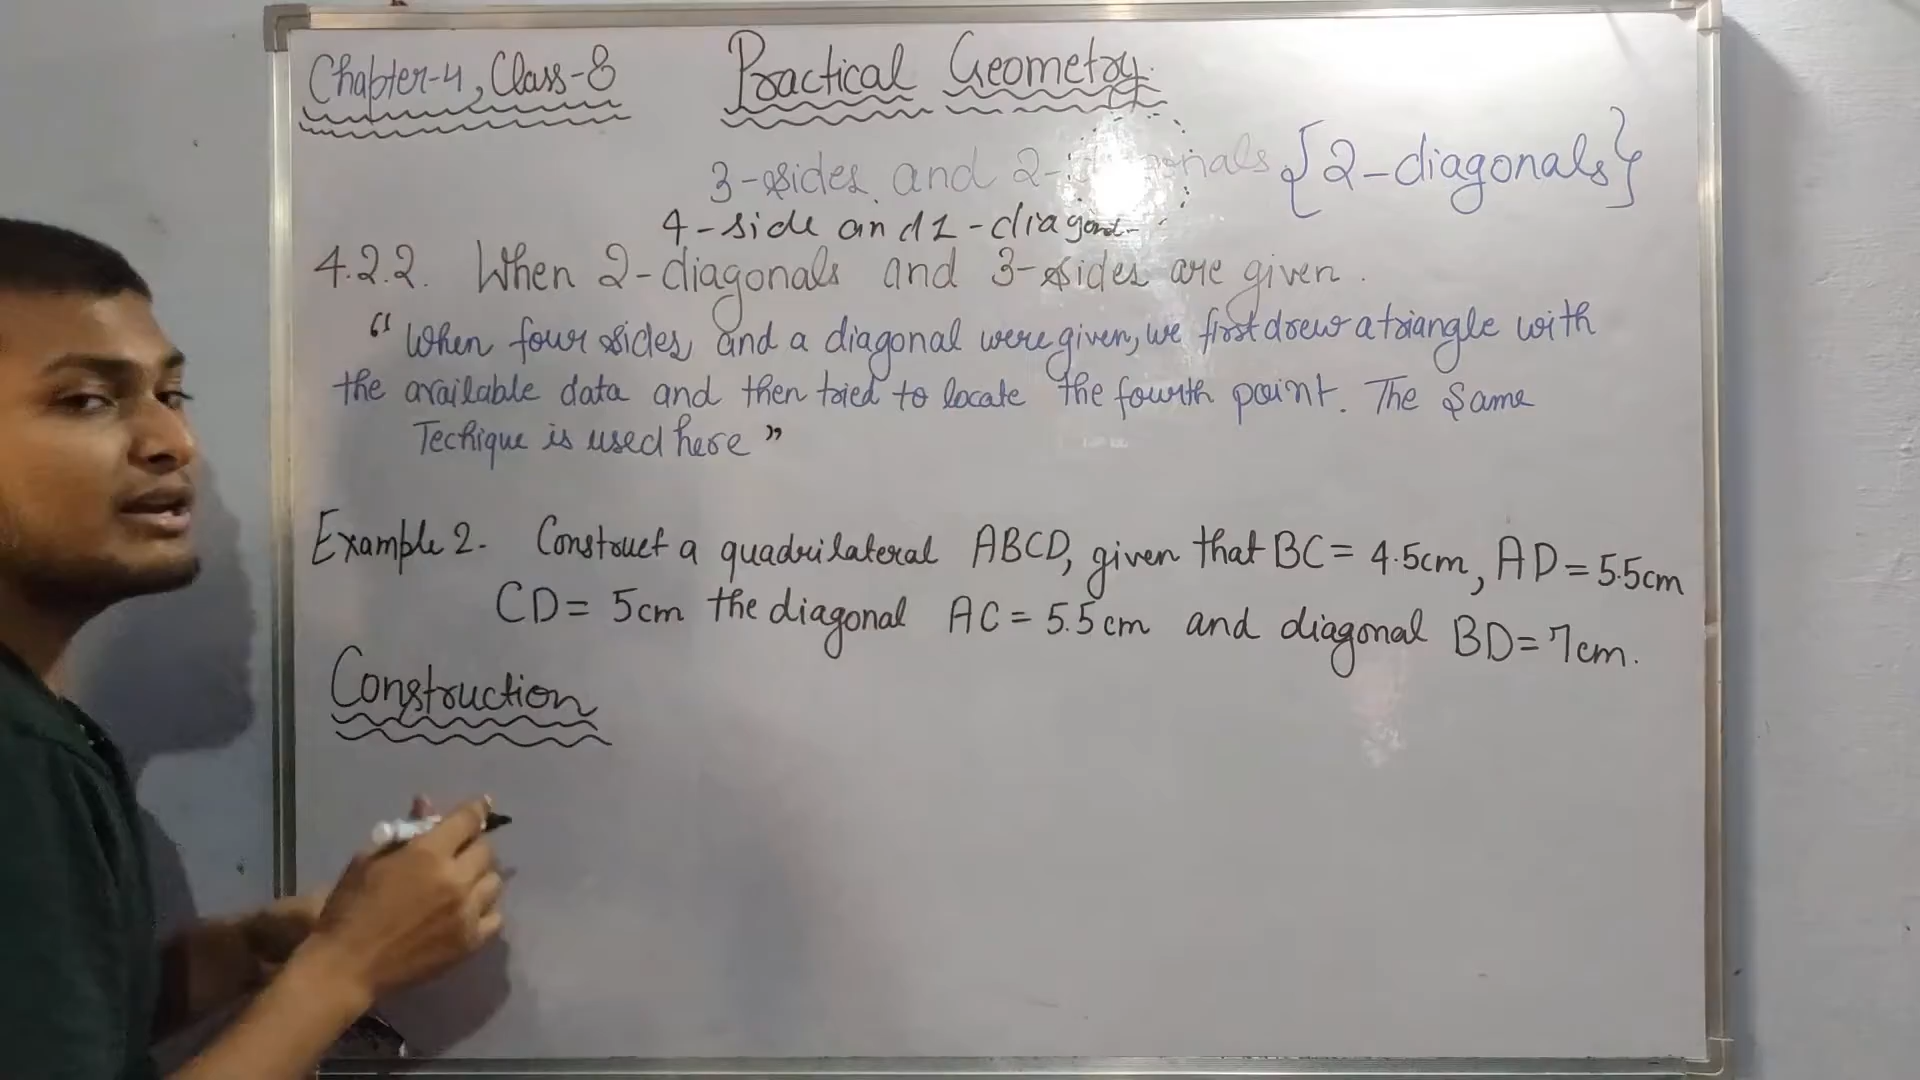 Chapter-4, Class-8 Practical Geometry.
3-sides and 2-diagonals {2-diagonals}
4-side and 1-diagonal
4.2.2. When 2-diagonals and 3-sides are given.
"When four sides and a diagonal were given, we first drew a triangle with
the available data and then tried to locate the fourth point. The Same
Techique is used here"
Example 2. Construct a quadrilateral ABCD, given that BC = 4.5cm, AD = 5.5cm
CD = 5cm the diagonal AC = 5.5cm and diagonal BD = 7cm.
Construction